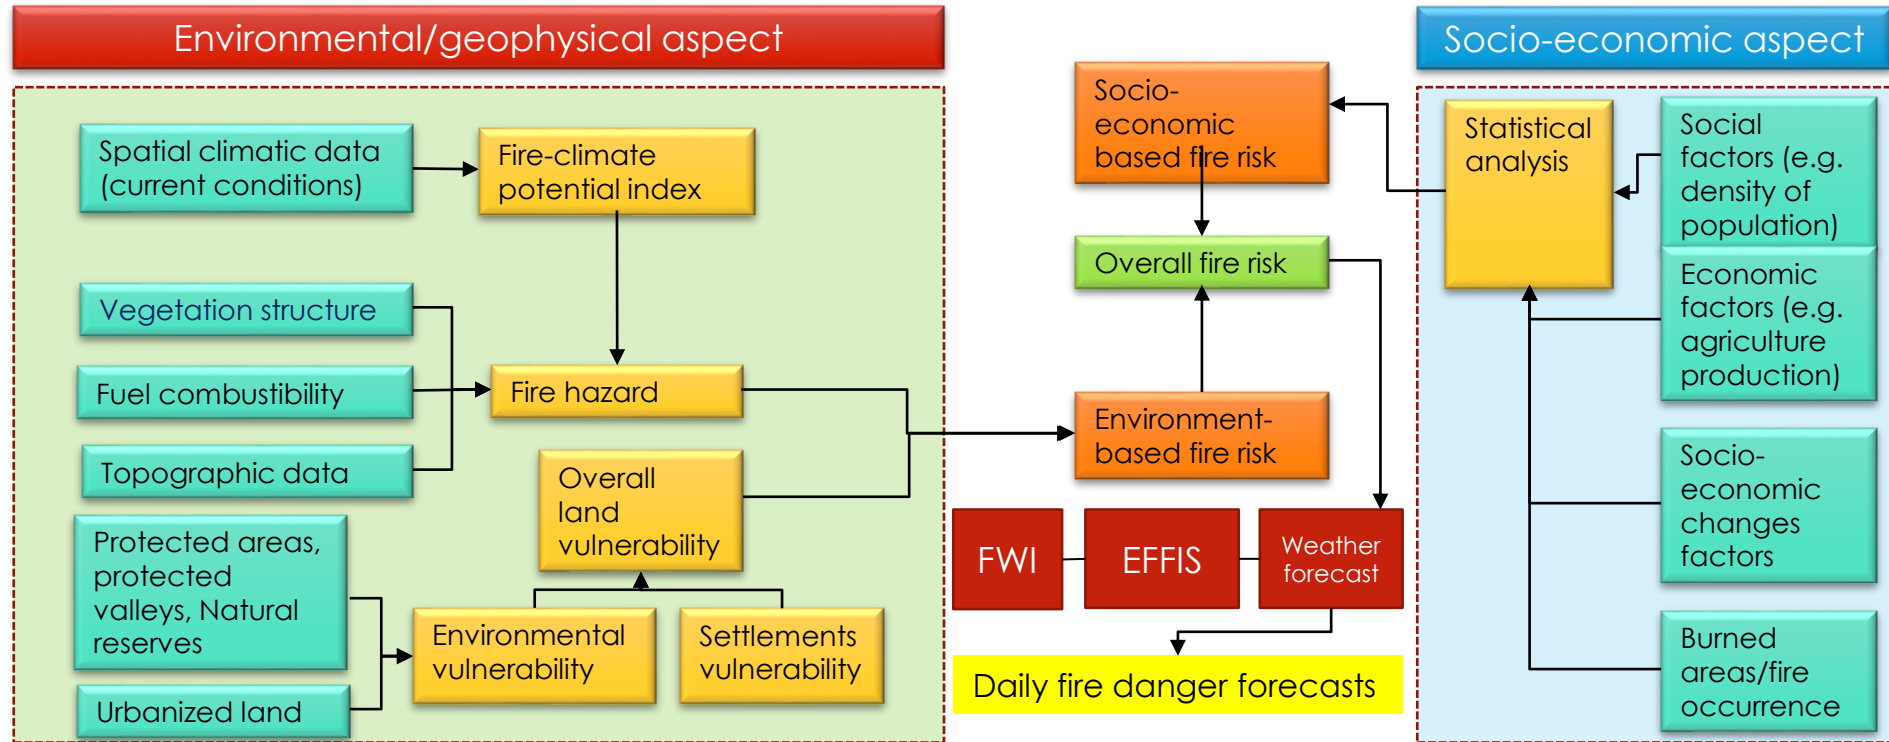 Environmental/geophysical aspect
Spatial climatic data
(current conditions)
Fire-climate
potential index
Vegetation structure
Fuel combustibility
Fire hazard
Topographic data
Overall
land
vulnerability
Protected areas,
protected
valleys, Natural
reserves
Environmental
vulnerability
Settlements
vulnerability
Urbanized land
Socio-
economic
based fire risk
Overall fire risk
Environment-
based fire risk
FWI
EFFIS
Weather
forecast
Daily fire danger forecasts
Socio-economic aspect
Statistical
analysis
Social
factors (e.g.
density of
population)
Economic
factors (e.g.
agriculture
production)
Socio-
economic
changes
factors
Burned
areas/fire
occurrence